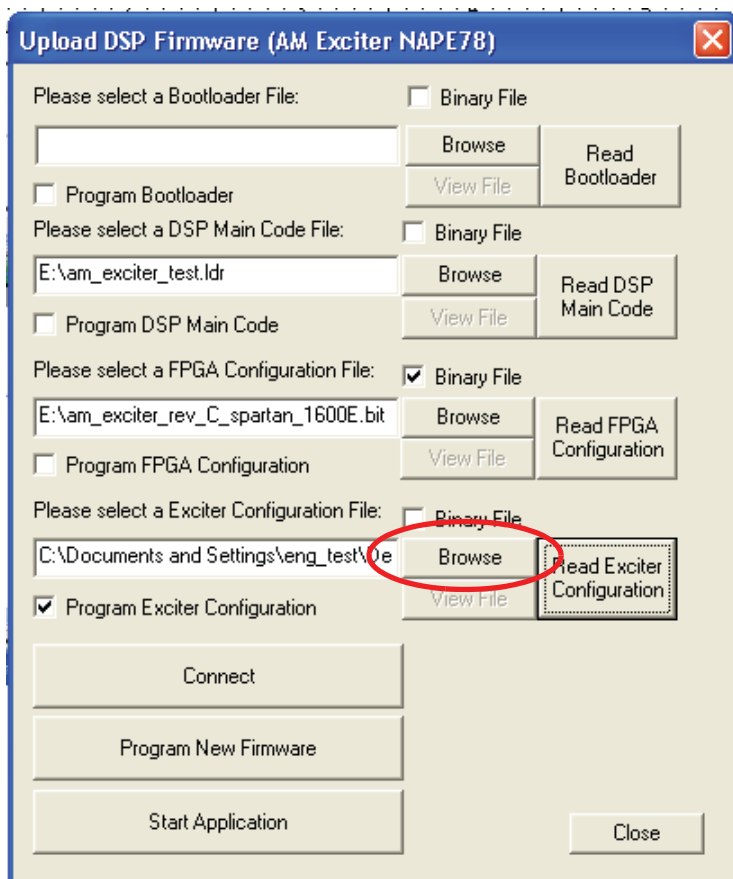 Upload DSP Firmware (AM Exciter NAPE78)
Please select a Bootloader File:
Binary File
Browse
Read
Bootloader
View File
Program Bootloader
Please select a DSP Main Code File:
Binary File
E:\am_exciter_test.ldr
Browse
Read DSP
Main Code
View File
Program DSP Main Code
Please select a FPGA Configuration File:
Binary File
E:\am_exciter_rev_C_spartan_1600E.bit
Browse
Read FPGA
Configuration
View File
Program FPGA Configuration
Please select a Exciter Configuration File:
Binary File
C:\Documents and Settings\eng_test\De
Browse
Read Exciter
Configuration
View File
Program Exciter Configuration
Connect
Program New Firmware
Start Application
Close